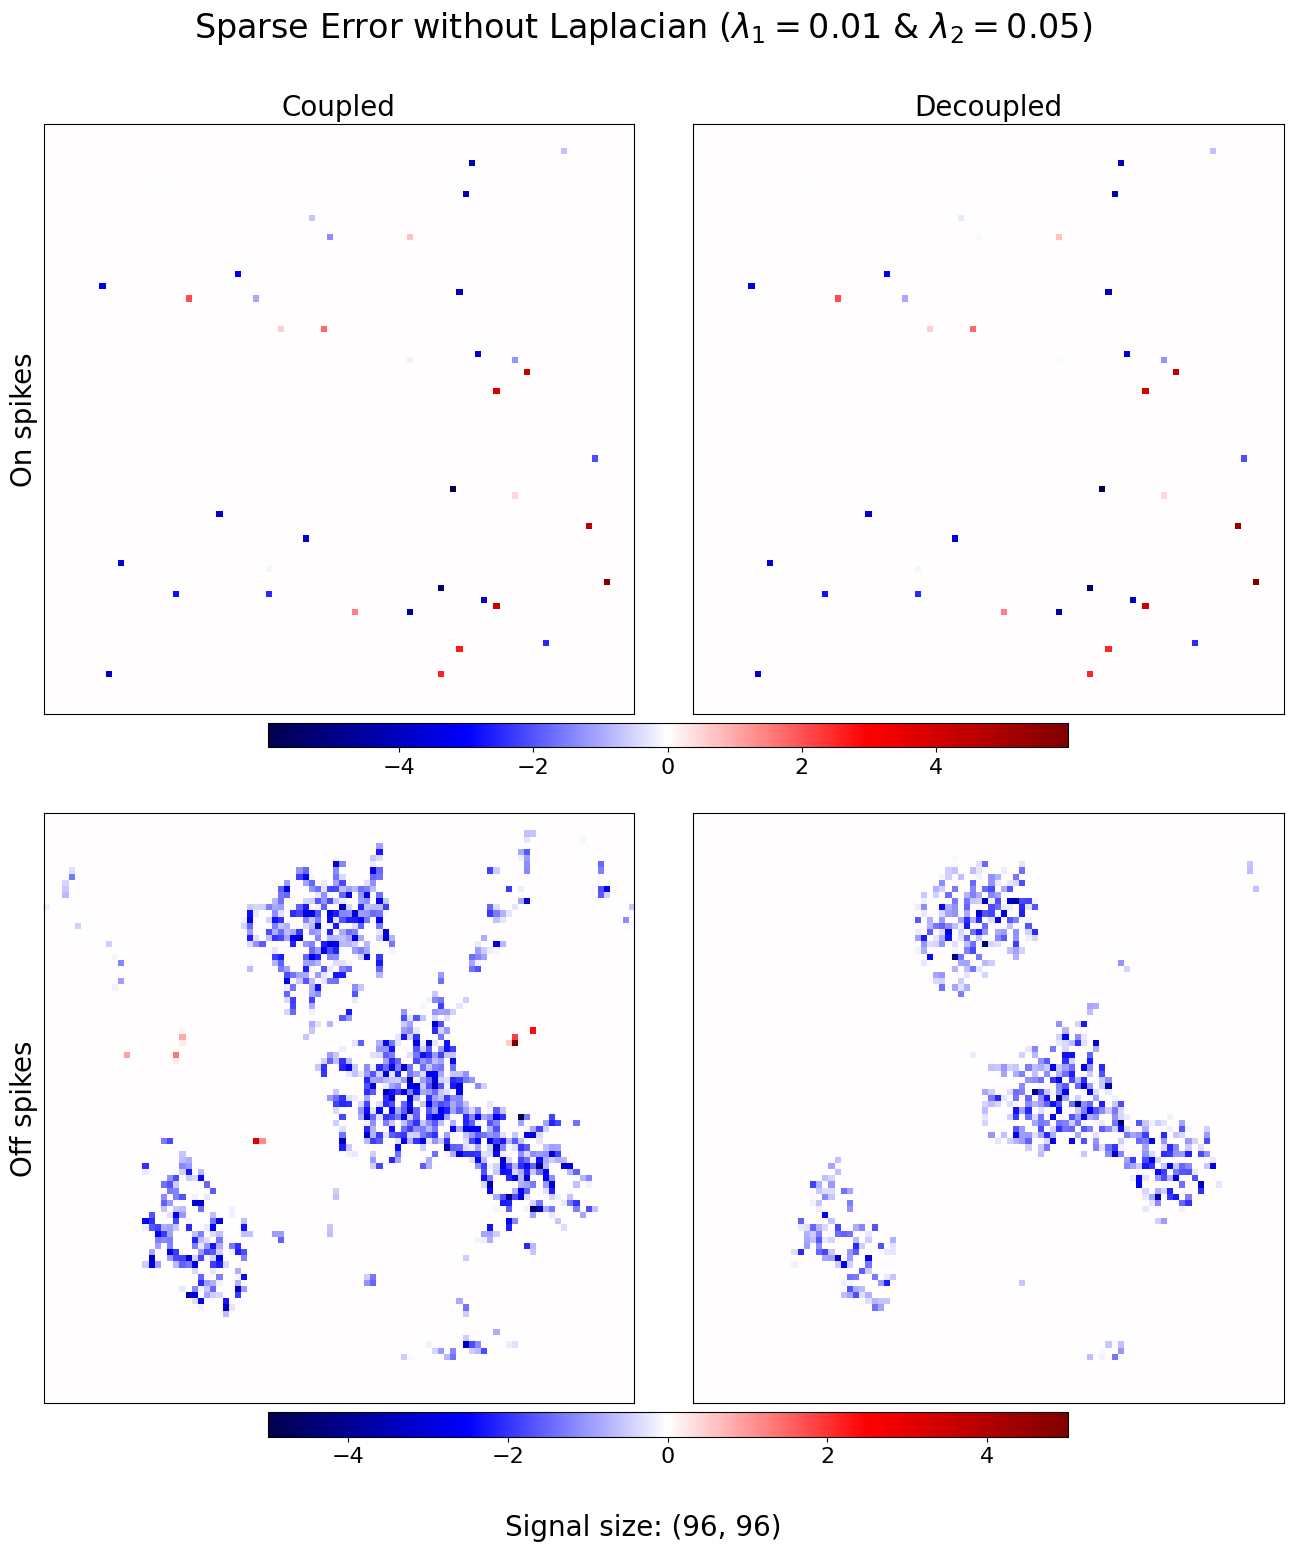 Sparse Error without Laplacian (λ₁ = 0.01 & λ₂ = 0.05)
Coupled Decoupled
On spikes
−4 −2 0 2 4
Off spikes
−4 −2 0 2 4
Signal size: (96, 96)